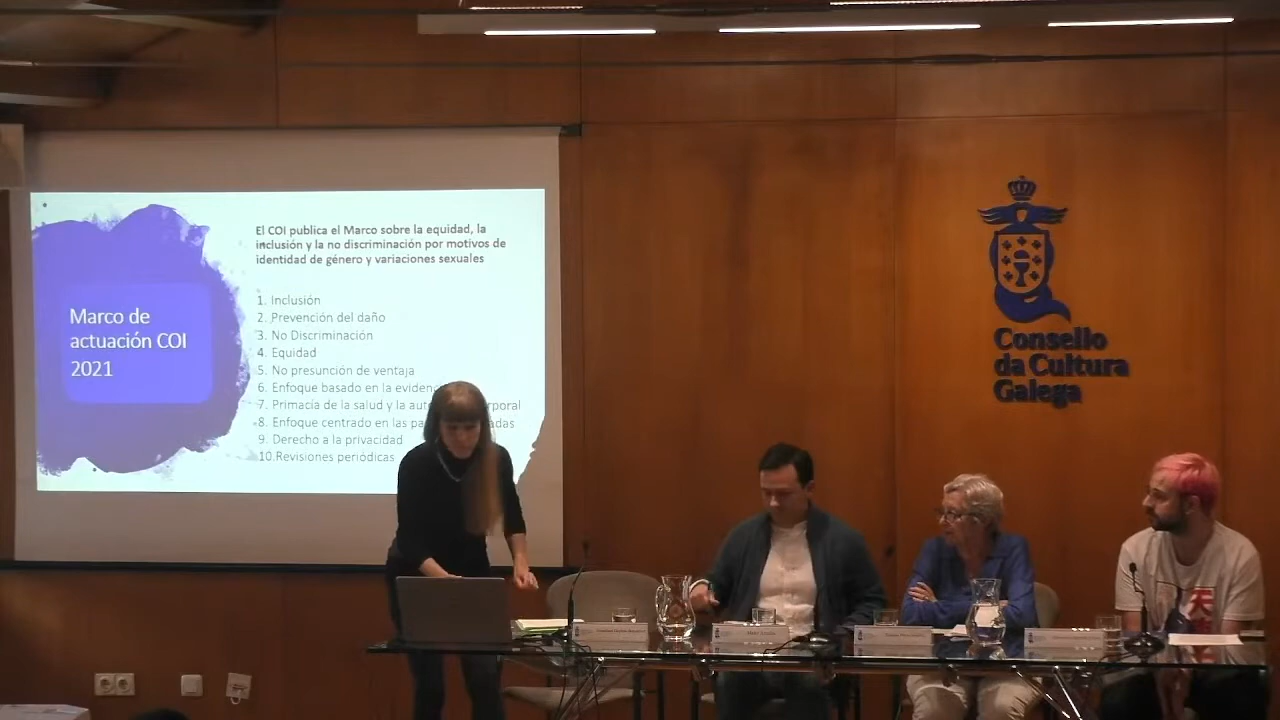 El COI publica el Marco sobre la equidad, la
inclusión y la no discriminación por motivos de
identidad de género y variaciones sexuales
Marco de
actuación COI
2021
1. Inclusión
2. Prevención del daño
3. No Discriminación
4. Equidad
5. No presunción de ventaja
6. Enfoque basado en la
7. Primacía de la salud y la
8. Enfoque centrado en las
9. Derecho a la privacidad
10.Revisiones periódicas
Consello
da Cultura
Galega